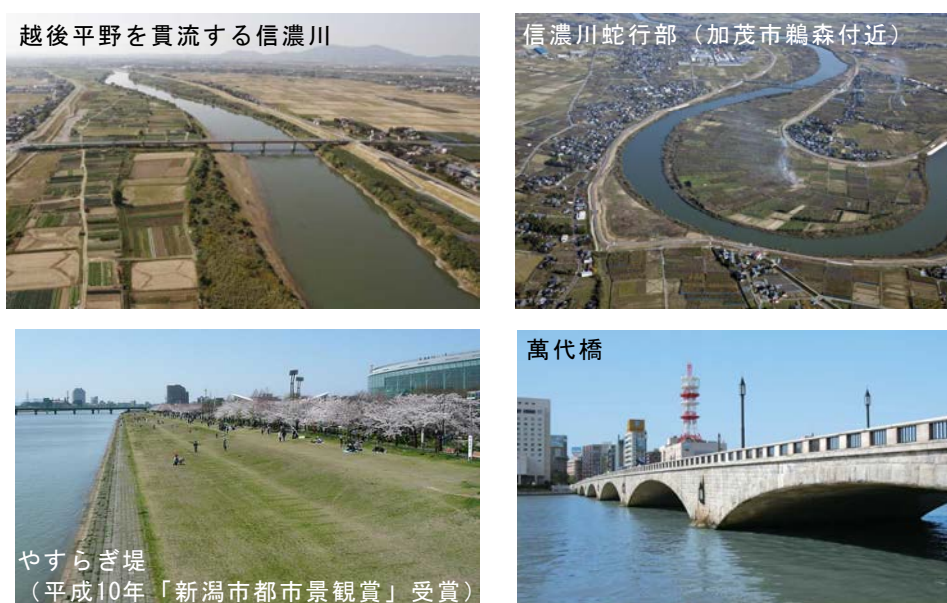 越後平野を貫流する信濃川
信濃川蛇行部（加茂市鵜森付近）
やすらぎ堤
（平成10年「新潟市都市景観賞」受賞）
萬代橋